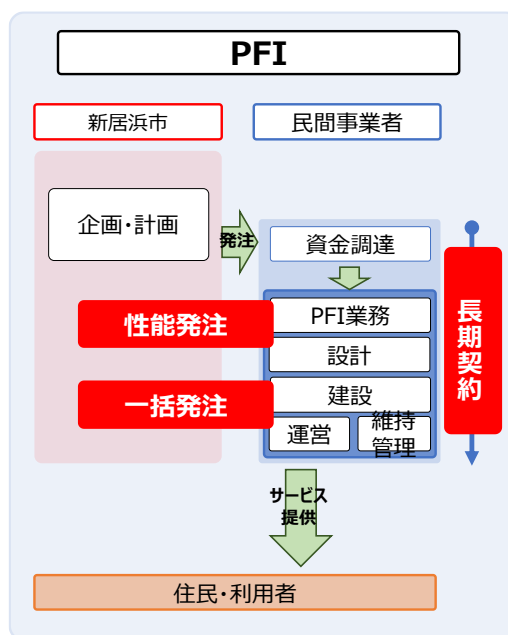 PFI
新居浜市
民間事業者
企画・計画
発注
資金調達
性能発注
PFI業務
設計
一括発注
建設
運営
維持
管理
長期契約
サービス
提供
住民・利用者